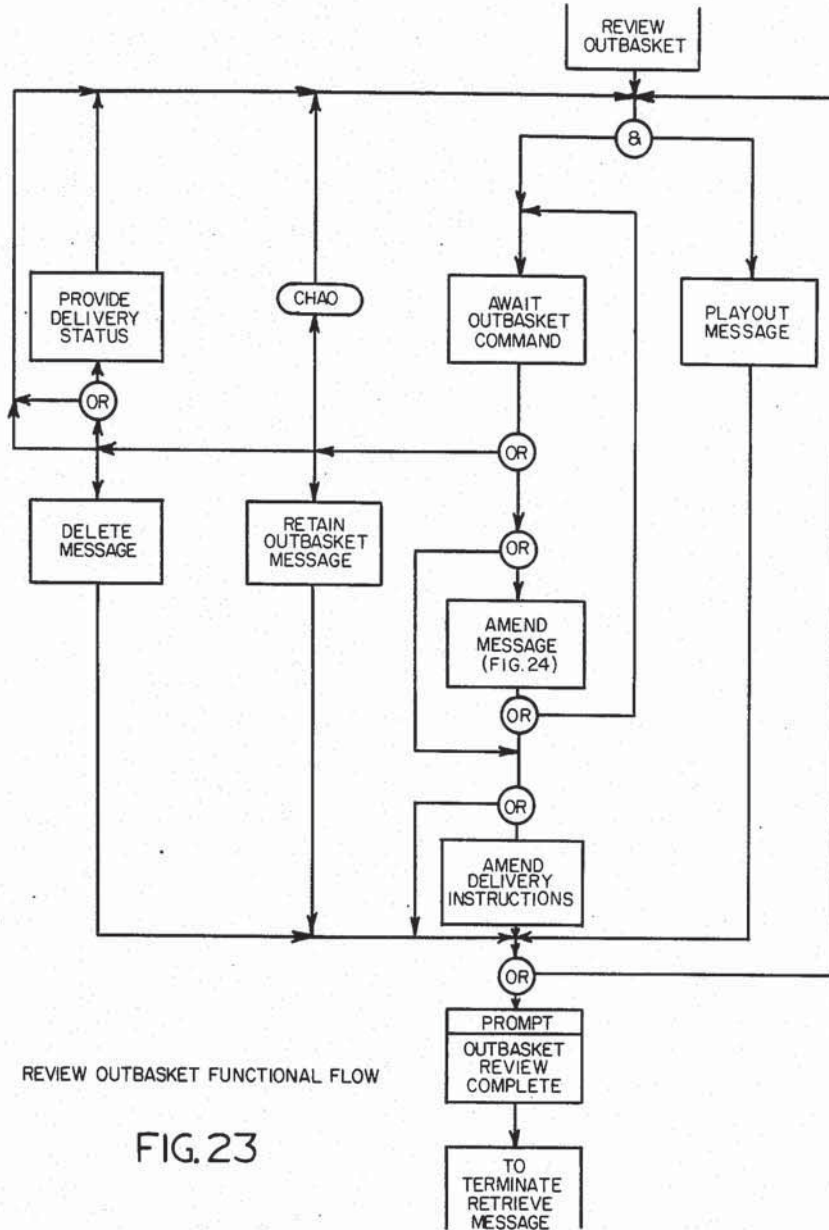 REVIEW
OUTBASKET
&
PROVIDE
DELIVERY
STATUS
CHAO
AWAIT
OUTBASKET
COMMAND
PLAYOUT
MESSAGE
OR
OR
DELETE
MESSAGE
RETAIN
OUTBASKET
MESSAGE
OR
AMEND
MESSAGE
(FIG. 24)
OR
OR
AMEND
DELIVERY
INSTRUCTIONS
OR
PROMPT
OUTBASKET
REVIEW
COMPLETE
REVIEW OUTBASKET FUNCTIONAL FLOW
FIG. 23
TO
TERMINATE
RETRIEVE
MESSAGE